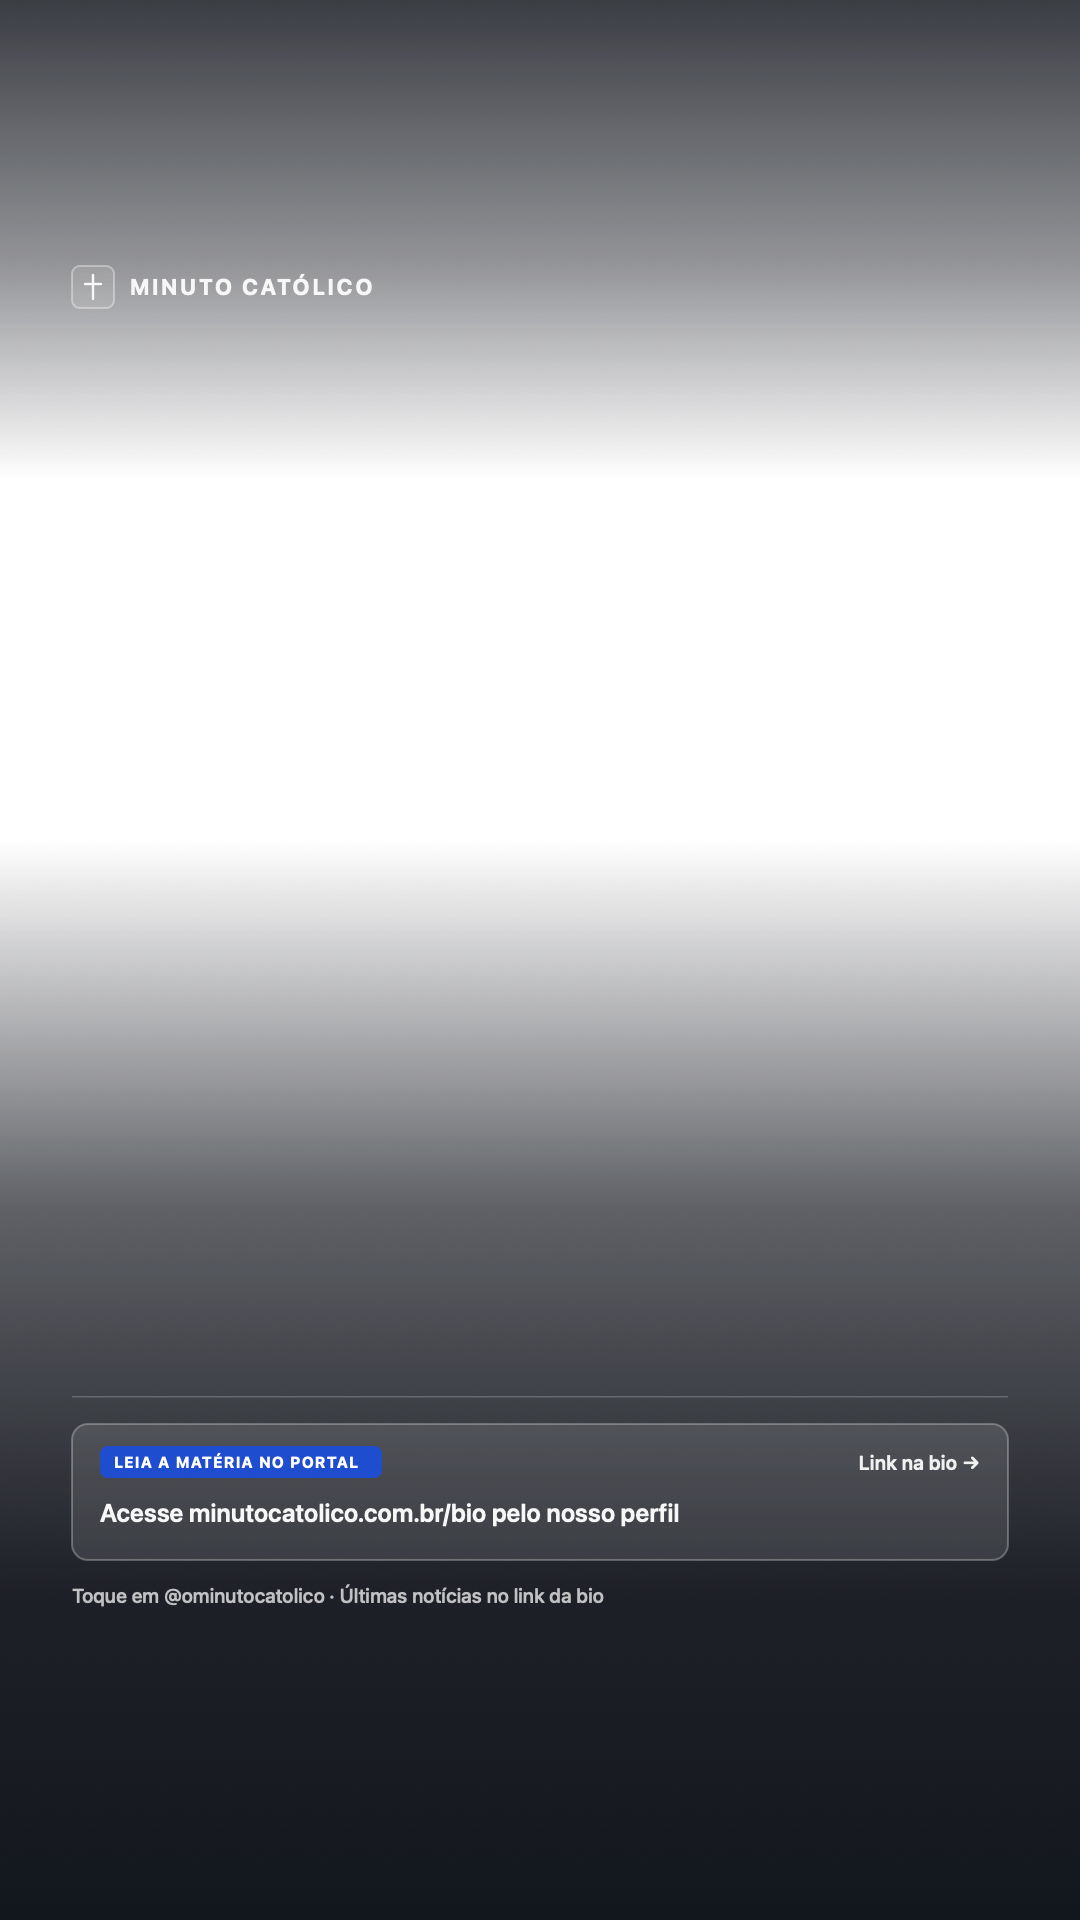 MINUTO CATÓLICO
LEIA A MATÉRIA NO PORTAL
Link na bio →
Acesse minutocatolico.com.br/bio pelo nosso perfil
Toque em @ominutocatolico · Últimas notícias no link da bio